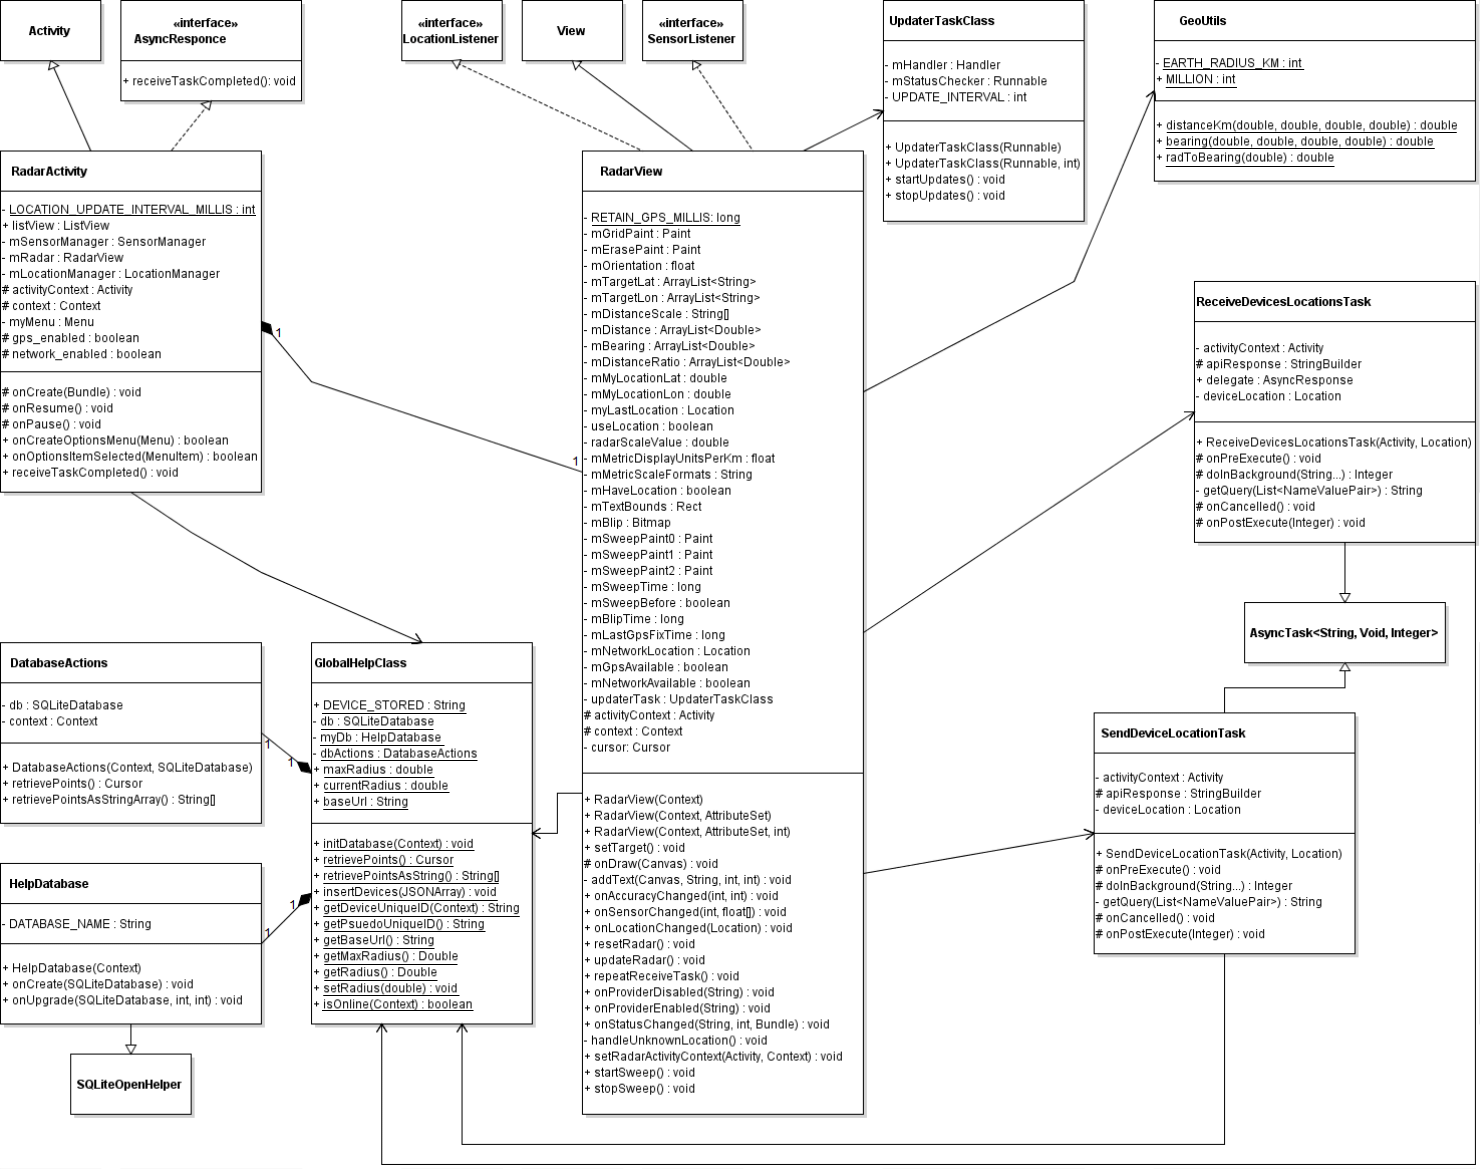 Activity
«interface»
AsyncResponce
+ receiveTaskCompleted(): void
«interface»
LocationListener
View
«interface»
SensorListener
UpdaterTaskClass
- mHandler : Handler
- mStatusChecker : Runnable
- UPDATE_INTERVAL : int
+ UpdaterTaskClass(Runnable)
+ UpdaterTaskClass(Runnable, int)
+ startUpdates() : void
+ stopUpdates() : void
GeoUtils
- EARTH_RADIUS_KM : int
+ MILLION : int
+ distanceKm(double, double, double, double) : double
+ bearing(double, double, double, double) : double
+ radToBearing(double) : double
RadarActivity
- LOCATION_UPDATE_INTERVAL_MILLIS : int
+ listView : ListView
- mSensorManager : SensorManager
- mRadar : RadarView
- mLocationManager : LocationManager
# activityContext : Activity
# context : Context
- myMenu : Menu
# gps_enabled : boolean
# network_enabled : boolean
# onCreate(Bundle) : void
# onResume() : void
# onPause() : void
+ onCreateOptionsMenu(Menu) : boolean
+ onOptionsItemSelected(MenuItem) : boolean
+ receiveTaskCompleted() : void
1
1
RadarView
- RETAIN_GPS_MILLIS: long
- mGridPaint : Paint
- mErasePaint : Paint
- mOrientation : float
- mTargetLat : ArrayList<String>
- mTargetLon : ArrayList<String>
- mDistanceScale : String[]
- mDistance : ArrayList<Double>
- mBearing : ArrayList<Double>
- mDistanceRatio : ArrayList<Double>
- mMyLocationLat : double
- mMyLocationLon : double
- myLastLocation : Location
- useLocation : boolean
- radarScaleValue : double
- mMetricDisplayUnitsPerKm : float
- mMetricScaleFormats : String
- mHaveLocation : boolean
- mTextBounds : Rect
- mBlip : Bitmap
- mSweepPaint0 : Paint
- mSweepPaint1 : Paint
- mSweepPaint2 : Paint
- mSweepTime : long
- mSweepBefore : boolean
- mBlipTime : long
- mLastGpsFixTime : long
- mNetworkLocation : Location
- mGpsAvailable : boolean
- mNetworkAvailable : boolean
- updaterTask : UpdaterTaskClass
# activityContext : Activity
# context : Context
- cursor: Cursor
+ RadarView(Context)
+ RadarView(Context, AttributeSet)
+ RadarView(Context, AttributeSet, int)
+ setTarget() : void
# onDraw(Canvas) : void
- addText(Canvas, String, int, int) : void
+ onAccuracyChanged(int, int) : void
+ onSensorChanged(int, float[]) : void
+ onLocationChanged(Location) : void
+ resetRadar() : void
+ updateRadar() : void
+ repeatReceiveTask() : void
+ onProviderDisabled(String) : void
+ onProviderEnabled(String) : void
+ onStatusChanged(String, int, Bundle) : void
- handleUnknownLocation() : void
+ setRadarActivityContext(Activity, Context) : void
+ startSweep() : void
+ stopSweep() : void
ReceiveDevicesLocationsTask
- activityContext : Activity
# apiResponse : StringBuilder
+ delegate : AsyncResponse
- deviceLocation : Location
+ ReceiveDevicesLocationsTask(Activity, Location)
# onPreExecute() : void
# doInBackground(String...) : Integer
- getQuery(List<NameValuePair>) : String
# onCancelled() : void
# onPostExecute(Integer) : void
AsyncTask<String, Void, Integer>
SendDeviceLocationTask
- activityContext : Activity
# apiResponse : StringBuilder
- deviceLocation : Location
+ SendDeviceLocationTask(Activity, Location)
# onPreExecute() : void
# doInBackground(String...) : Integer
- getQuery(List<NameValuePair>) : String
# onCancelled() : void
# onPostExecute(Integer) : void
DatabaseActions
- db : SQLiteDatabase
- context : Context
+ DatabaseActions(Context, SQLiteDatabase)
+ retrievePoints() : Cursor
+ retrievePointsAsStringArray() : String[]
1
1
GlobalHelpClass
+ DEVICE_STORED : String
- db : SQLiteDatabase
- myDb : HelpDatabase
- dbActions : DatabaseActions
+ maxRadius : double
+ currentRadius : double
+ baseUrl : String
+ initDatabase(Context) : void
+ retrievePoints() : Cursor
+ retrievePointsAsString() : String[]
+ insertDevices(JSONArray) : void
+ getDeviceUniqueID(Context) : String
+ getPsuedoUniqueID() : String
+ getBaseUrl() : String
+ getMaxRadius() : Double
+ getRadius() : Double
+ setRadius(double) : void
+ isOnline(Context) : boolean
HelpDatabase
- DATABASE_NAME : String
+ HelpDatabase(Context)
+ onCreate(SQLiteDatabase) : void
+ onUpgrade(SQLiteDatabase, int, int) : void
1
1
SQLiteOpenHelper